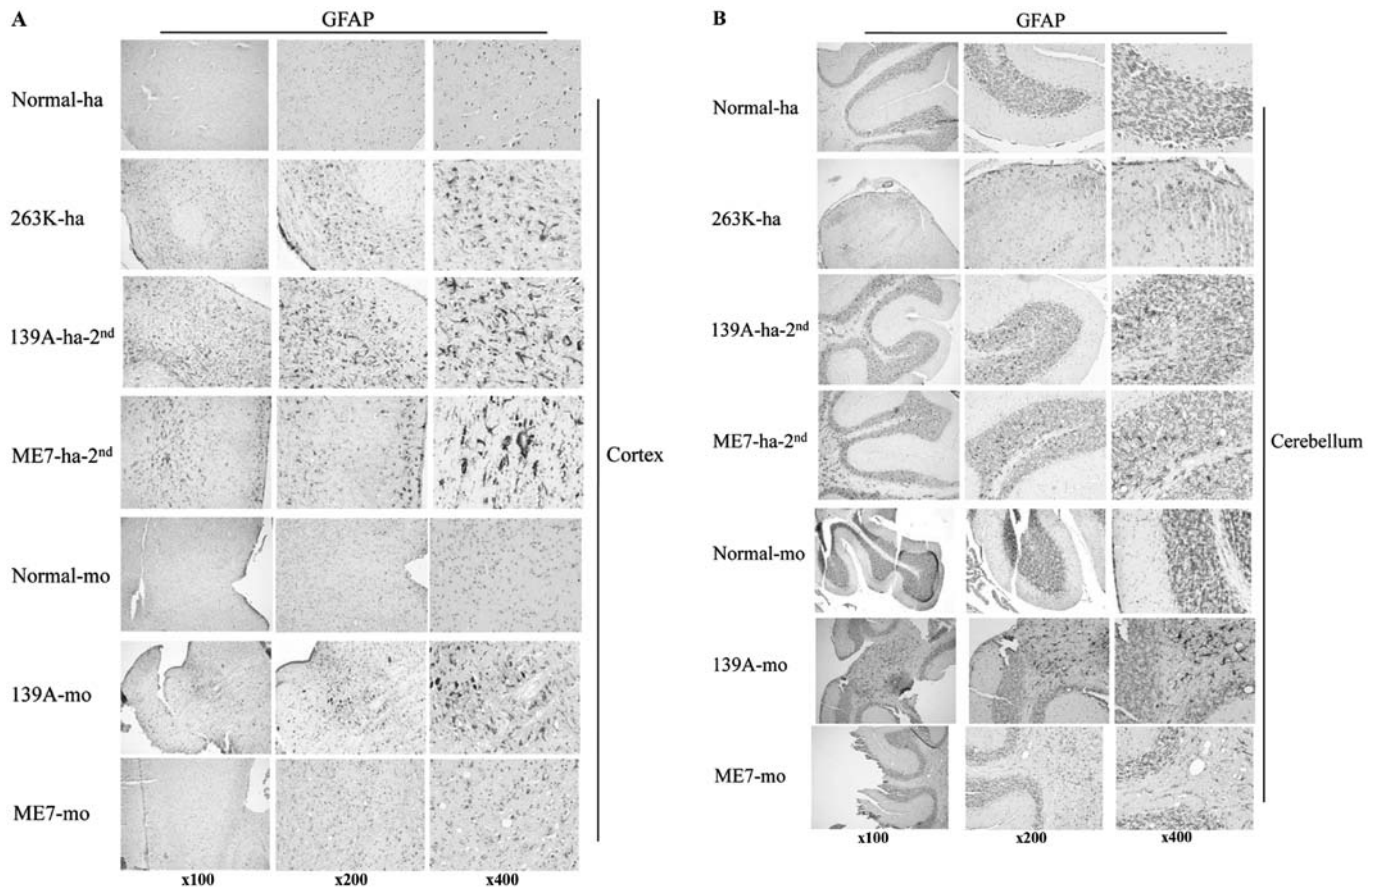 A
GFAP
Normal-ha
263K-ha
139A-ha-2nd
ME7-ha-2nd
Normal-mo
139A-mo
ME7-mo
Cortex
x100 x200 x400
B
GFAP
Normal-ha
263K-ha
139A-ha-2nd
ME7-ha-2nd
Normal-mo
139A-mo
ME7-mo
Cerebellum
x100 x200 x400